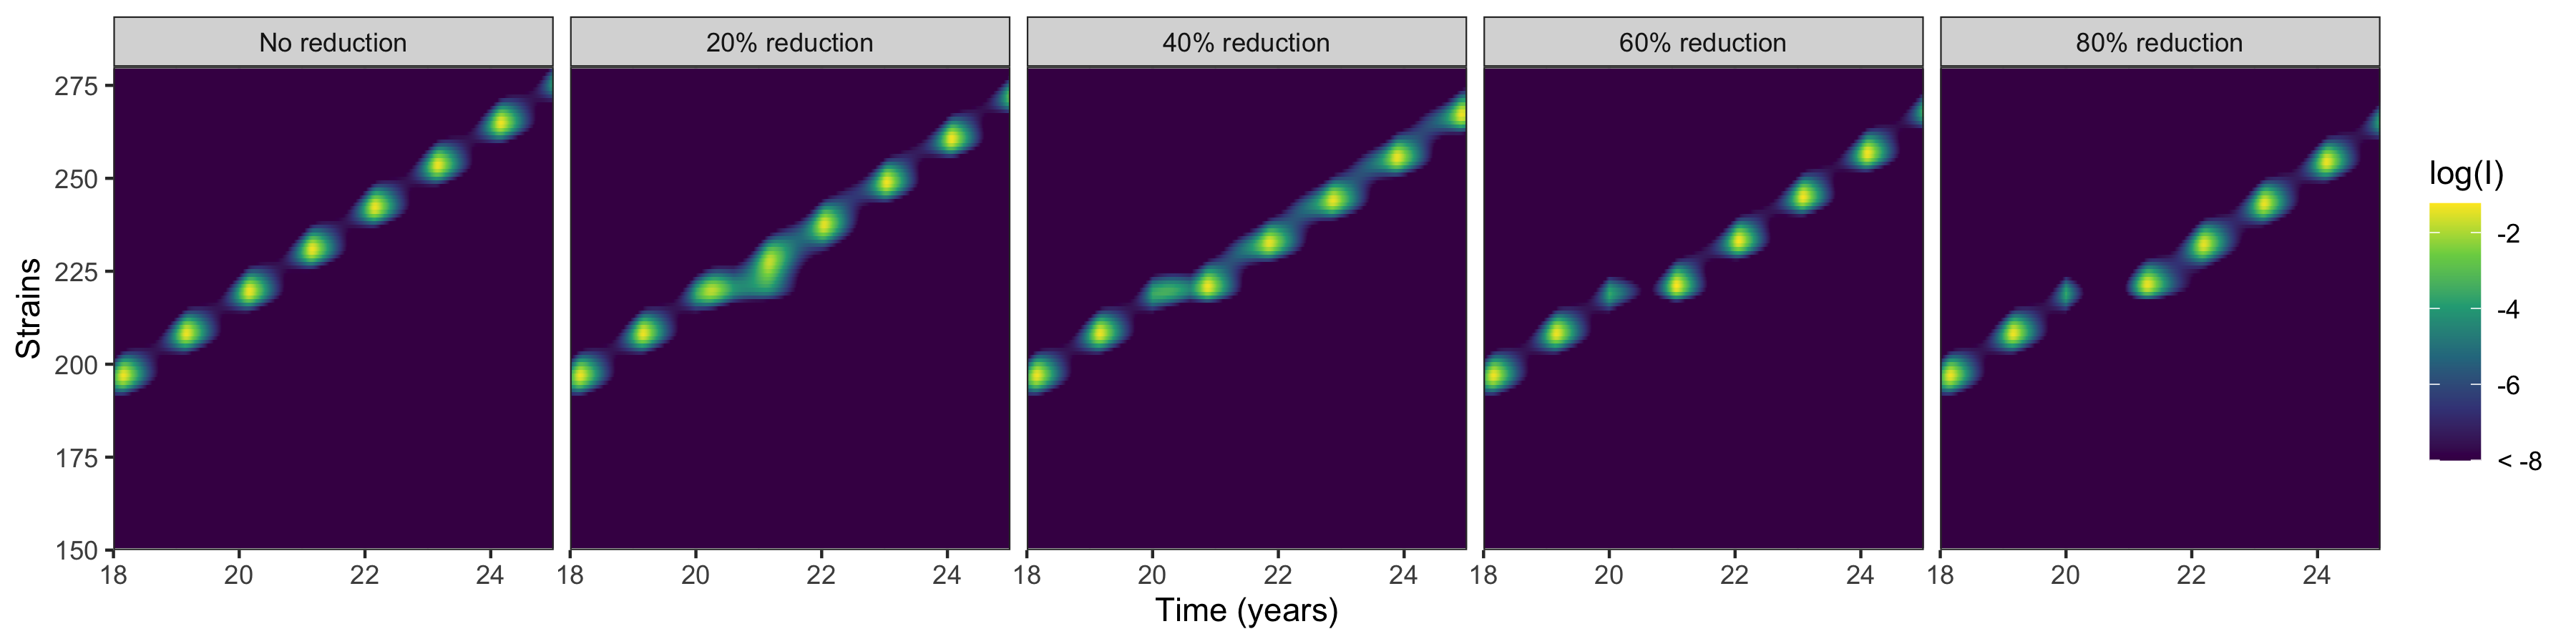 No reduction
20% reduction
40% reduction
60% reduction
80% reduction
Strains
275
250
225
200
175
150
18 20 22 24
18 20 22 24
18 20 22 24
18 20 22 24
18 20 22 24
Time (years)
log(I)
-2
-4
-6
< -8